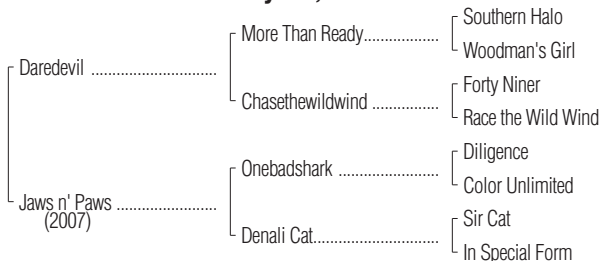 Southern Halo
More Than Ready
Woodman's Girl
Daredevil
Forty Niner
Chasethewildwind
Race the Wild Wind
Diligence
Onebadshark
Color Unlimited
Jaws n' Paws
(2007)
Sir Cat
Denali Cat
In Special Form